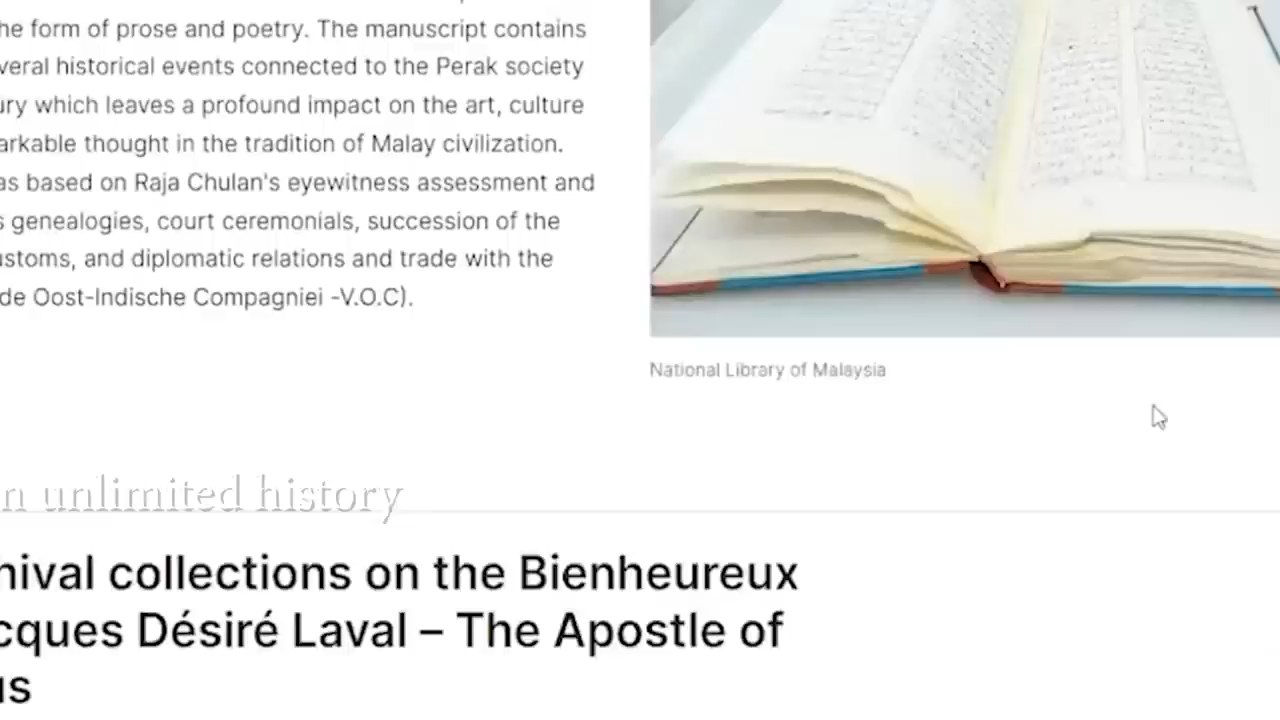 he form of prose and poetry. The manuscript contains
veral historical events connected to the Perak society
ury which leaves a profound impact on the art, culture
arkable thought in the tradition of Malay civilization.
as based on Raja Chulan's eyewitness assessment and
s genealogies, court ceremonials, succession of the
ustoms, and diplomatic relations and trade with the
de Oost-Indische Compagniei -V.O.C).
National Library of Malaysia
n unlimited history
hival collections on the Bienheureux
cques Désiré Laval – The Apostle of
us